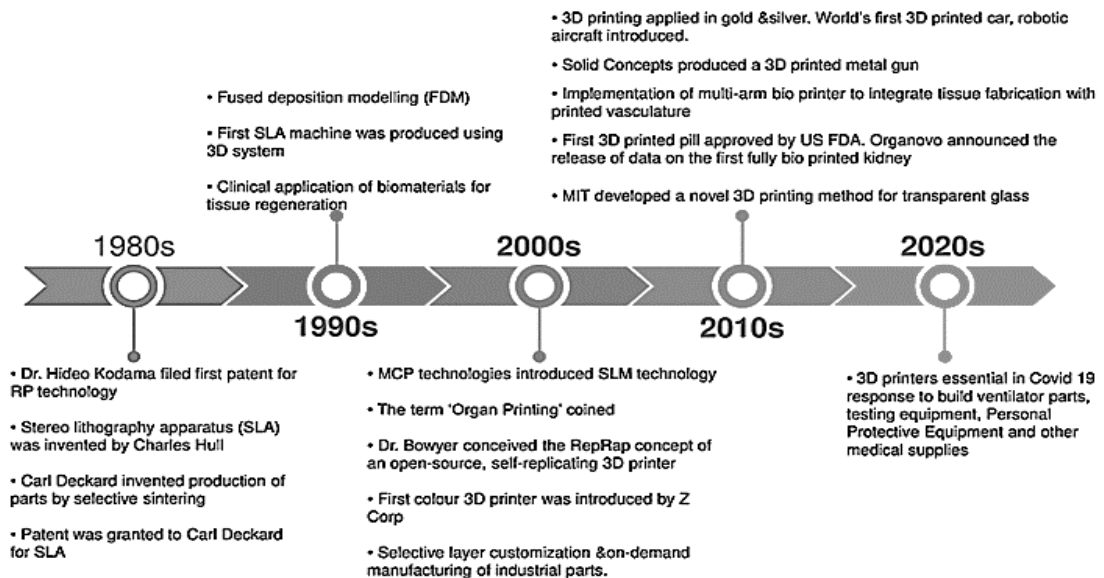 1980s
• Dr. Hideo Kodama filed first patent for
RP technology
• Stereo lithography apparatus (SLA)
was invented by Charles Hull
• Carl Deckard invented production of
parts by selective sintering
• Patent was granted to Carl Deckard
for SLA
• Fused deposition modelling (FDM)
• First SLA machine was produced using
3D system
• Clinical application of biomaterials for
tissue regeneration
1990s
2000s
• MCP technologies introduced SLM technology
• The term 'Organ Printing' coined
• Dr. Bowyer conceived the RepRap concept of
an open-source, self-replicating 3D printer
• First colour 3D printer was introduced by Z
Corp
• Selective layer customization &on-demand
manufacturing of industrial parts.
• 3D printing applied in gold &silver. World's first 3D printed car, robotic
aircraft introduced.
• Solid Concepts produced a 3D printed metal gun
• Implementation of multi-arm bio printer to integrate tissue fabrication with
printed vasculature
• First 3D printed pill approved by US FDA. Organovo announced the
release of data on the first fully bio printed kidney
• MIT developed a novel 3D printing method for transparent glass
2010s
2020s
• 3D printers essential in Covid 19
response to build ventilator parts,
testing equipment, Personal
Protective Equipment and other
medical supplies